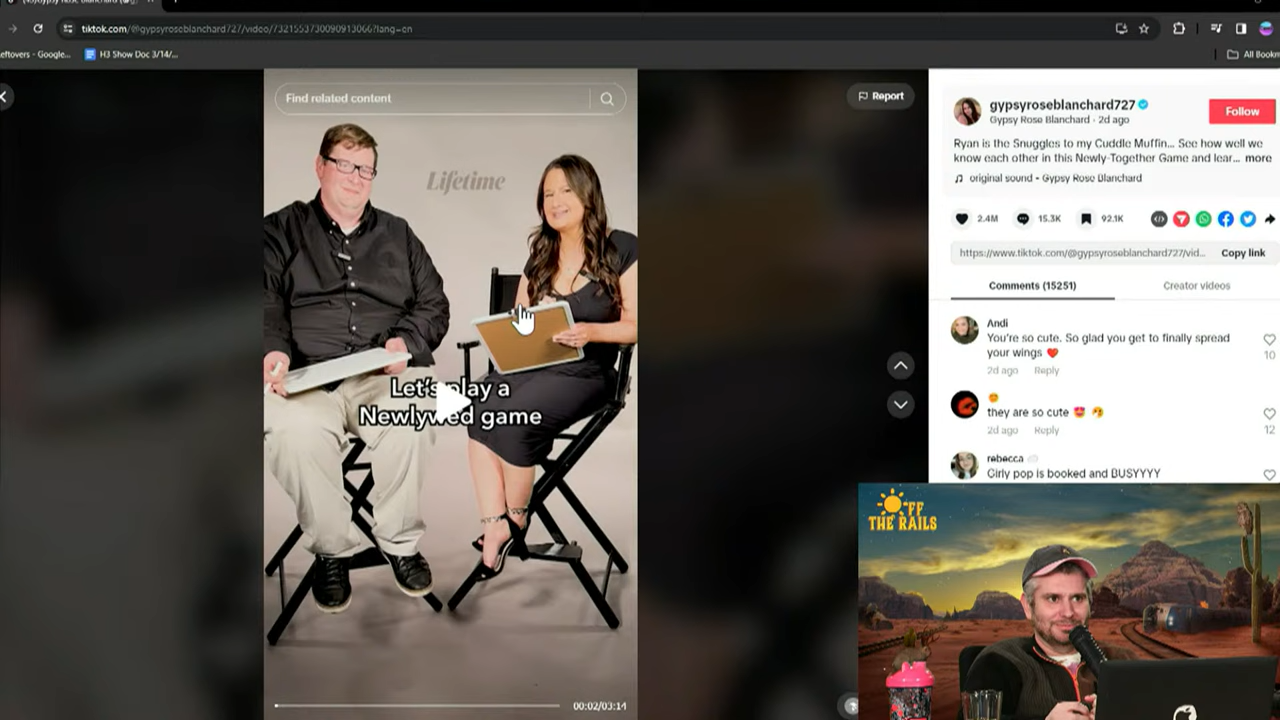 tiktok.com/@gypsyroseblanchard727/video/7321553730090913066?lang=en
eftovers - Google...
H3 Show Doc 3/14/...
All Bookm
Find related content
Report
Lifetime
Let's play a
Newlywed game
00:02/03:14
gypsyroseblanchard727
Gypsy Rose Blanchard · 2d ago
Follow
Ryan is the Snuggles to my Cuddle Muffin... See how well we
know each other in this Newly-Together Game and lear... more
original sound - Gypsy Rose Blanchard
2.4M
15.3K
92.1K
https://www.tiktok.com/@gypsyroseblanchard727/vid...
Copy link
Comments (15251)
Creator videos
Andi
You're so cute. So glad you get to finally spread
your wings ❤️
2d ago
Reply
10
they are so cute
2d ago
Reply
12
rebecca
Girly pop is booked and BUSYYYY
OFF
THE RAILS